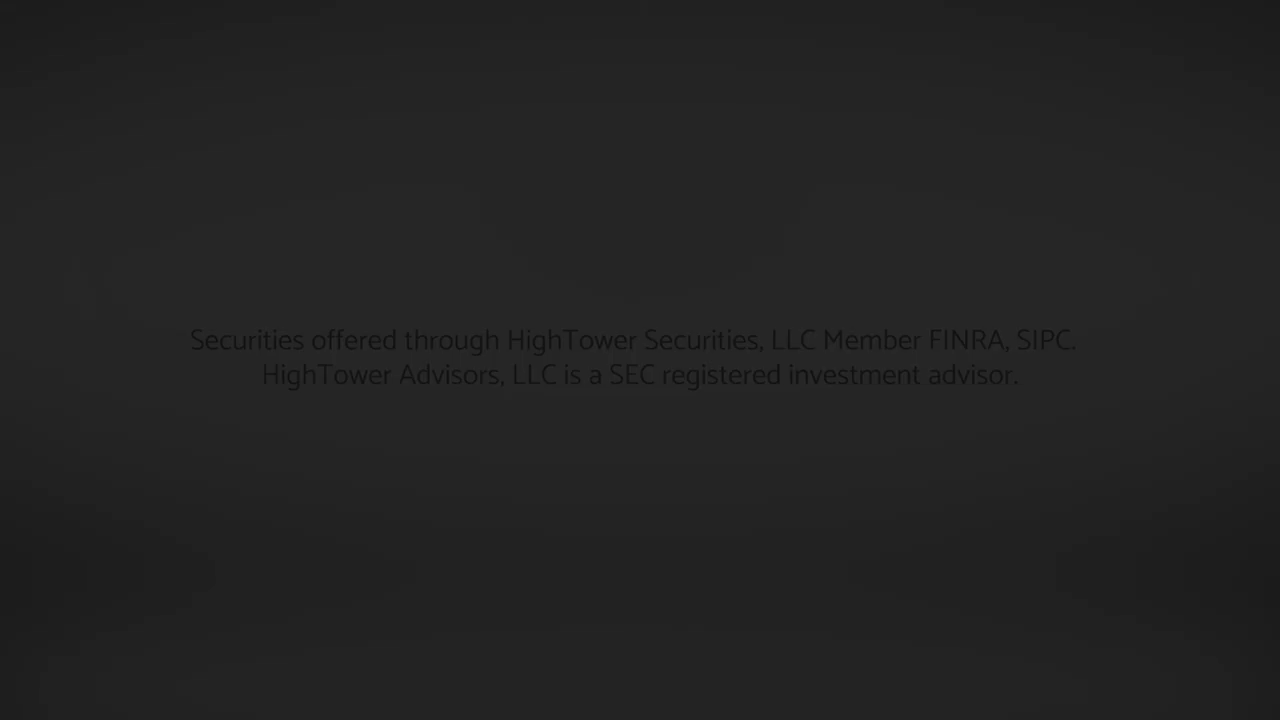 Securities offered through HighTower Securities, LLC Member FINRA, SIPC.
HighTower Advisors, LLC is a SEC registered investment advisor.